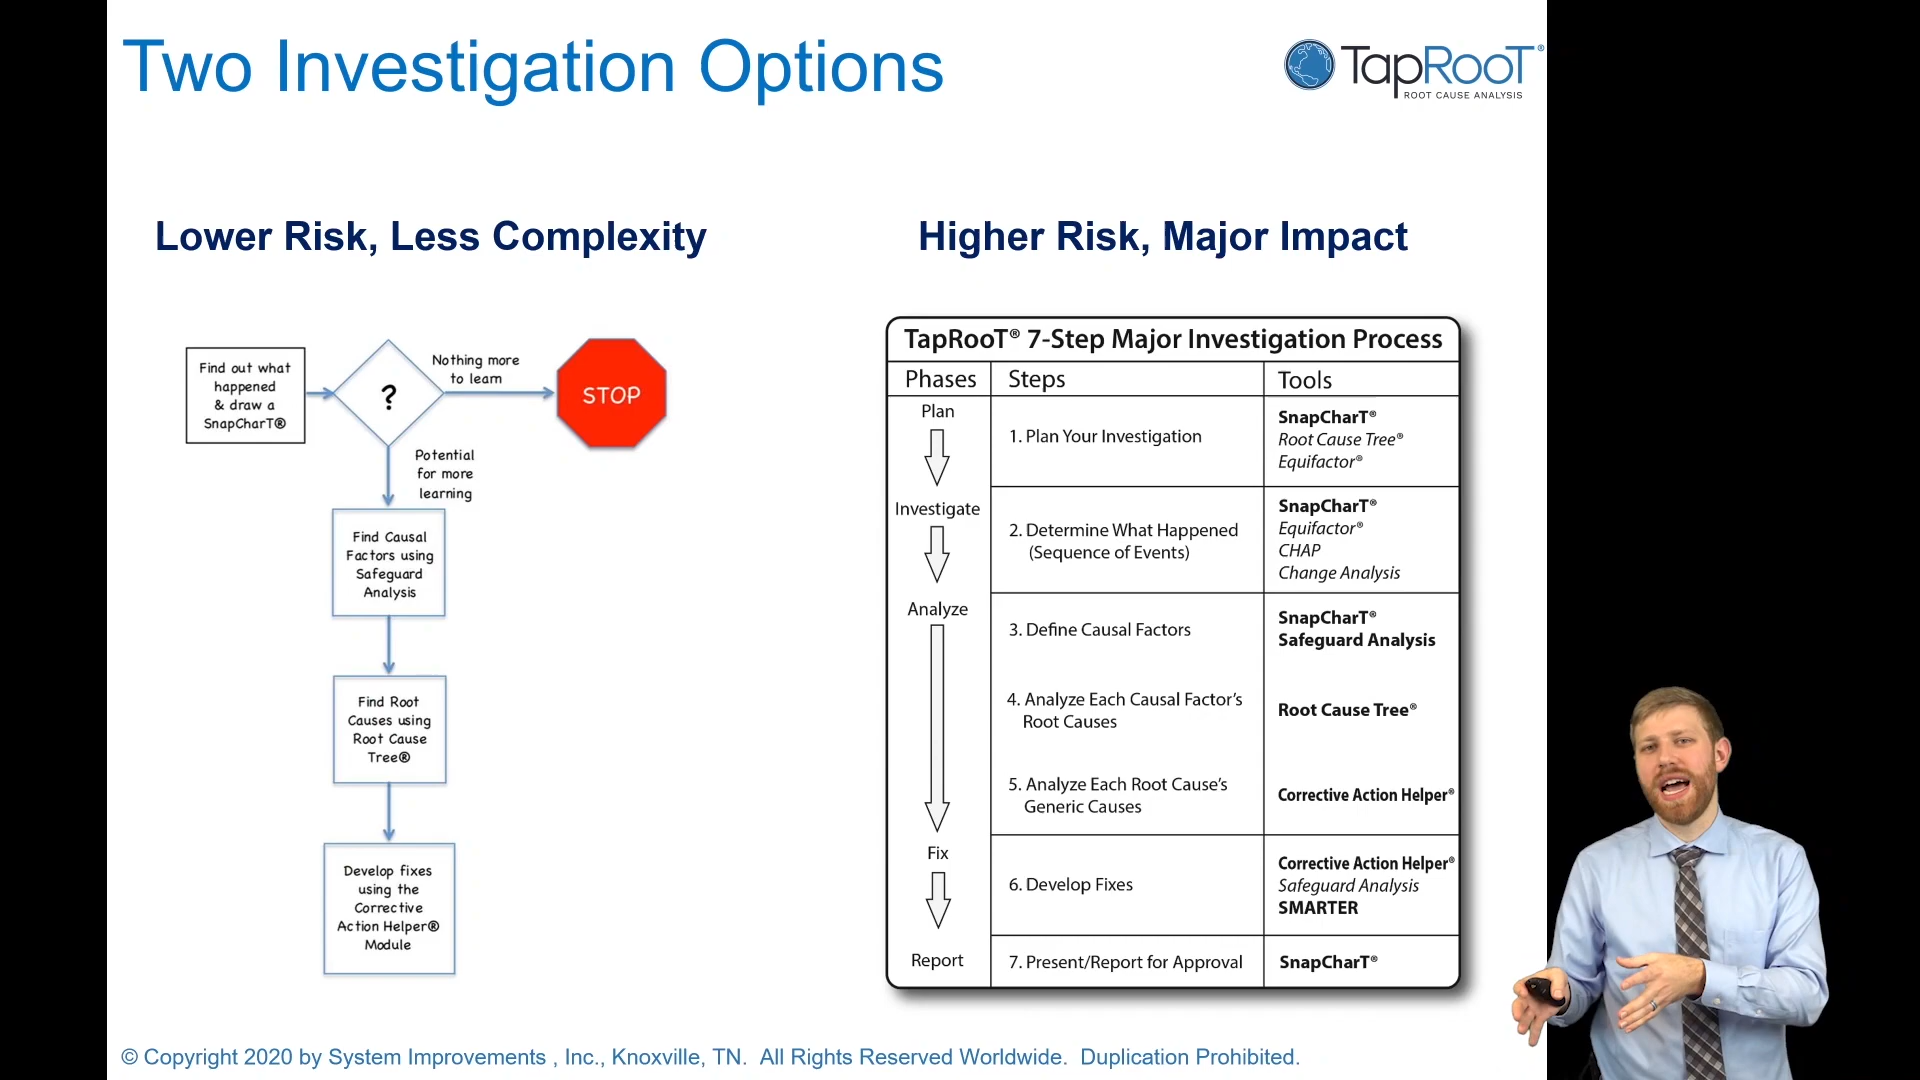 Two Investigation Options
TapRooT®
ROOT CAUSE ANALYSIS
Lower Risk, Less Complexity
Find out what
happened
& draw a
SnapCharT®
?
Nothing more
to learn
STOP
Potential
for more
learning
Find Causal
Factors using
Safeguard
Analysis
Find Root
Causes using
Root Cause
Tree®
Develop fixes
using the
Corrective
Action Helper®
Module
Higher Risk, Major Impact
TapRooT® 7-Step Major Investigation Process
Phases Steps Tools
Plan
1. Plan Your Investigation
SnapCharT®
Root Cause Tree®
Equifactor®
Investigate
2. Determine What Happened
(Sequence of Events)
SnapCharT®
Equifactor®
CHAP
Change Analysis
Analyze
3. Define Causal Factors
SnapCharT®
Safeguard Analysis
4. Analyze Each Causal Factor's
Root Causes
Root Cause Tree®
5. Analyze Each Root Cause's
Generic Causes
Corrective Action Helper®
Fix
6. Develop Fixes
Corrective Action Helper®
Safeguard Analysis
SMARTER
Report
7. Present/Report for Approval
SnapCharT®
© Copyright 2020 by System Improvements , Inc., Knoxville, TN. All Rights Reserved Worldwide. Duplication Prohibited.